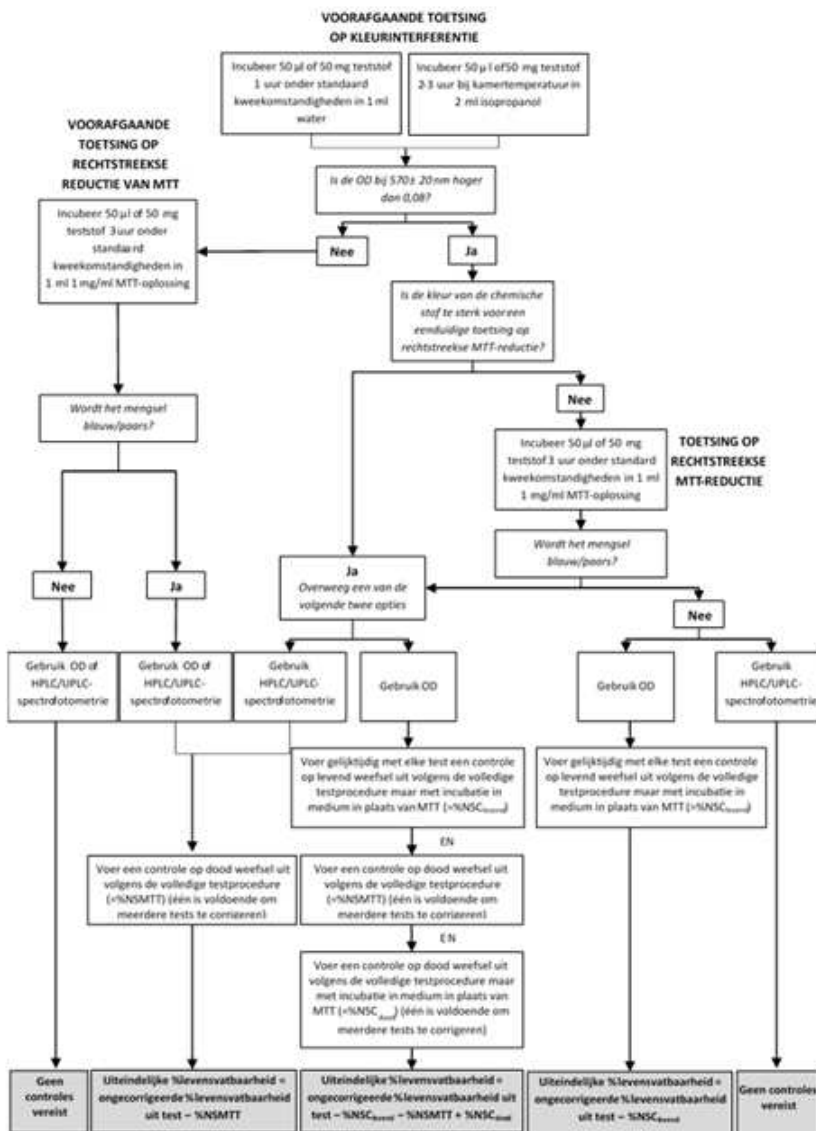 VOORAFGAANDE TOETSING
OP KLEURINTERFERENTIE
Incubeer 50 µl of 50 mg teststof
1 uur onder standaard
kweekomstandigheden in 1 ml
water
Incubeer 50 µl of 50 mg teststof
2-3 uur bij kamertemperatuur in
2 ml isopropanol
VOORAFGAANDE
TOETSING OP
RECHTSTREEKSE
REDUCTIE VAN MTT
Is de OD bij 570 ± 20 nm hoger
dan 0,08?
Incubeer 50 µl of 50 mg
teststof 3 uur onder
standaard
kweekomstandigheden in
1 ml 1 mg/ml MTT-oplossing
Nee
Ja
Is de kleur van de chemische
stof te sterk voor een
eenduidige toetsing op
rechtstreekse MTT-reductie?
Nee
Wordt het mengsel
blauw/paars?
Incubeer 50 µl of 50 mg
teststof 3 uur onder standard
kweekomstandigheden in 1 ml
1 mg/ml MTT-oplossing
TOETSING OP
RECHTSTREEKSE
MTT-REDUCTIE
Wordt het mengsel
blauw/paars?
Nee
Ja
Ja
Overweeg een van de
volgende twee opties
Nee
Gebruik OD of
HPLC/UPLC-
spectrofotometrie
Gebruik OD of
HPLC/UPLC-
spectrofotometrie
Gebruik
HPLC/UPLC-
spectrofotometrie
Gebruik OD
Gebruik OD
Gebruik
HPLC/UPLC-
spectrofotometrie
Voer gelijktijdig met elke test een controle
op levend weefsel uit volgens de volledige
testprocedure maar met incubatie in
medium in plaats van MTT (=%NSClevend)
Voer gelijktijdig met elke test een controle
op levend weefsel uit volgens de volledige
testprocedure maar met incubatie in
medium in plaats van MTT (=%NSClevend)
EN
Voer een controle op dood weefsel uit
volgens de volledige testprocedure
(=%NSMTT) (één is voldoende om
meerdere tests te corrigeren)
Voer een controle op dood weefsel uit
volgens de volledige testprocedure
(=%NSMTT) (één is voldoende om
meerdere tests te corrigeren)
EN
Voer een controle op dood weefsel uit
volgens de volledige testprocedure maar
met incubatie in medium in plaats van
MTT (=%NSC dood) (één is voldoende om
meerdere tests te corrigeren)
Geen
controles
vereist
Uiteindelijke %levensvatbaarheid =
ongecorrigeerde %levensvatbaarheid
uit test – %NSMTT
Uiteindelijke %levensvatbaarheid =
ongecorrigeerde %levensvatbaarheid uit
test – %NSClevend – %NSMTT + %NSCdood
Uiteindelijke %levensvatbaarheid =
ongecorrigeerde %levensvatbaarheid
uit test – %NSClevend
Geen controles
vereist